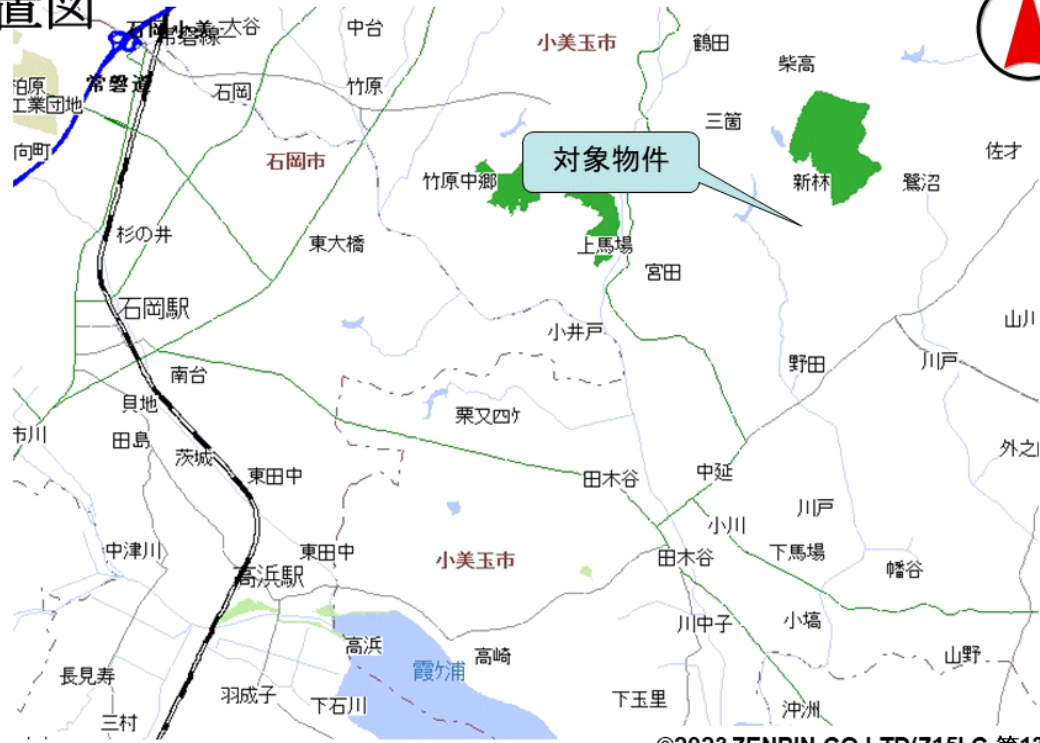 置図
石岡小美
大谷
常磐線
中台
小美玉市
鶴田
柴高
常磐道
石岡
竹原
柏原
工業団地
三箇
向町
石岡市
対象物件
佐才
竹原中郷
新林
鷺沼
杉の井
東大橋
上馬場
宮田
石岡駅
小井戸
山川
野田
川戸
南台
貝地
栗又四ケ
市川
田島
茨城
東田中
田木谷
中延
外之
川戸
小川
中津川
東田中
小美玉市
田木谷
下馬場
幡谷
高浜駅
川中子
小塙
高浜
霞ケ浦
高崎
山野
長見寿
羽成子
下石川
下玉里
沖洲
三村